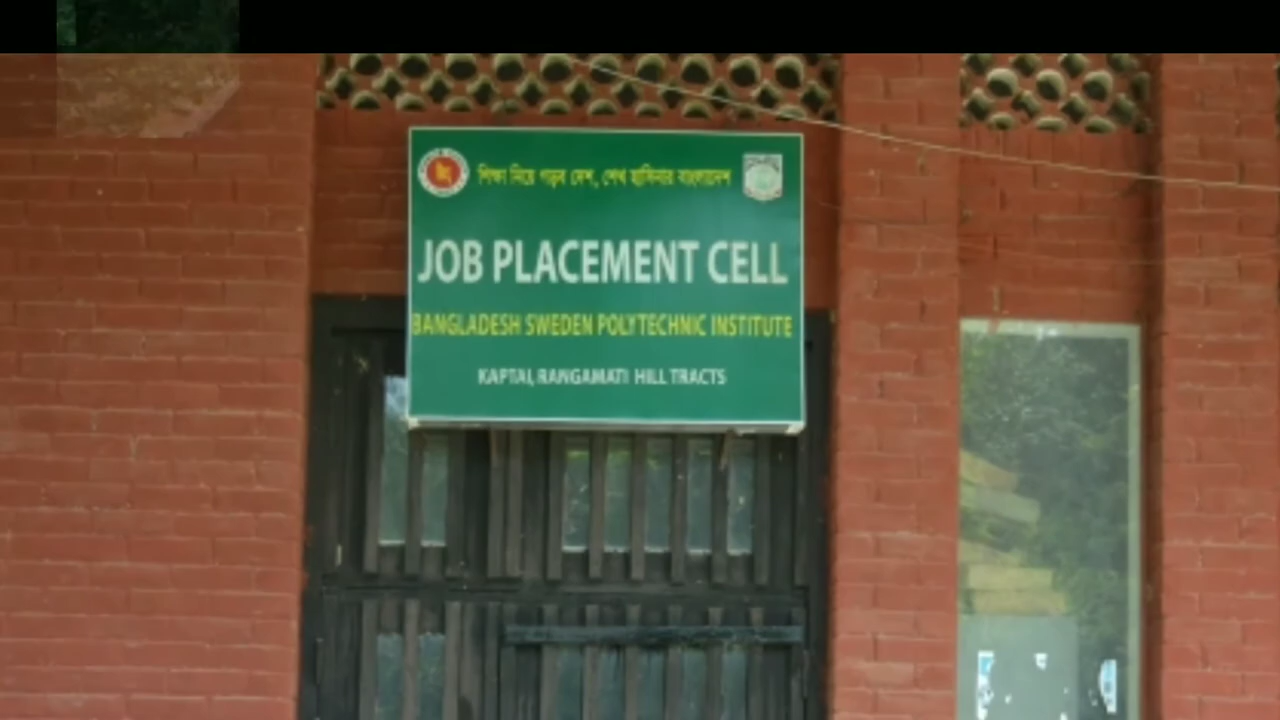 শিক্ষা নিয়ে গড়ব দেশ, শেখ হাসিনার বাংলাদেশ
JOB PLACEMENT CELL
BANGLADESH SWEDEN POLYTECHNIC INSTITUTE
KAPTAI, RANGAMATI HILL TRACTS